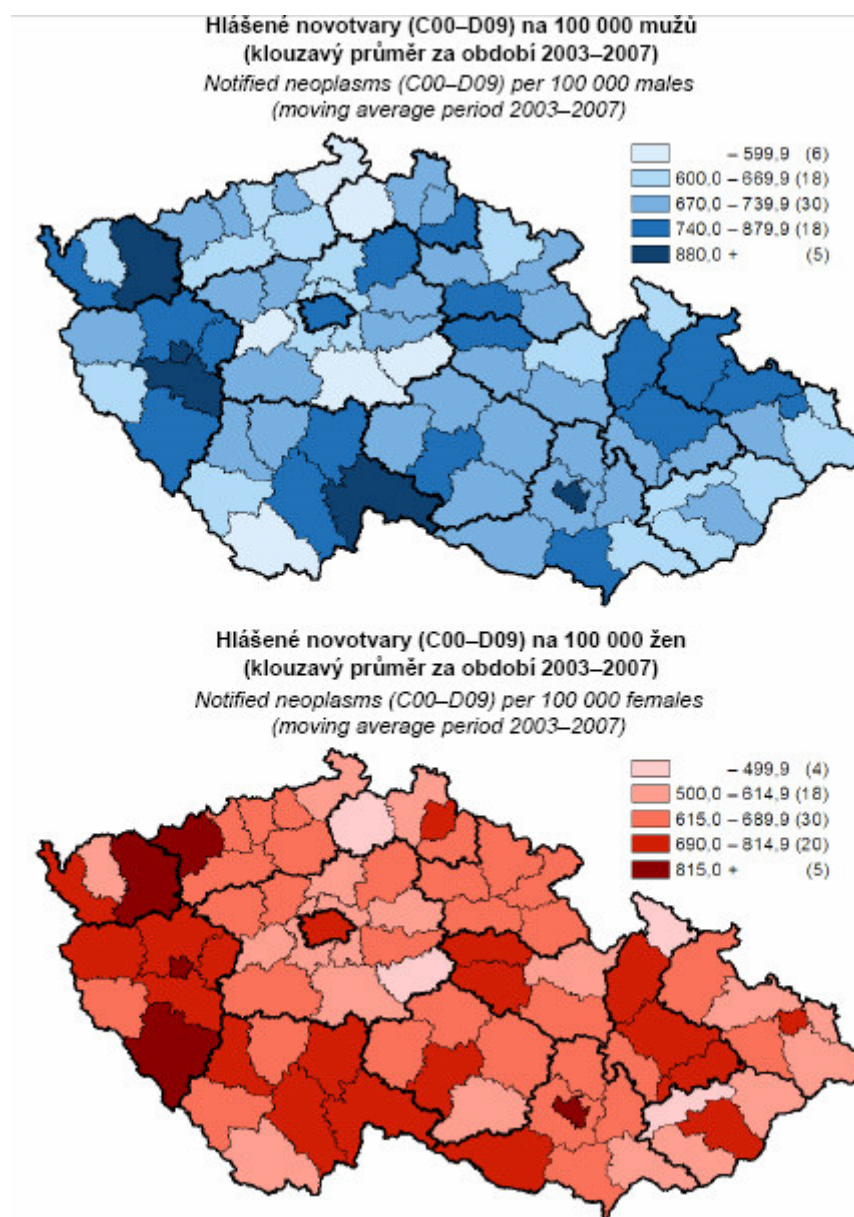 Hlášené novotvary (C00–D09) na 100 000 mužů
(klouzavý průměr za období 2003–2007)
Notified neoplasms (C00–D09) per 100 000 males
(moving average period 2003–2007)
– 599,9 (6)
600,0 – 669,9 (18)
670,0 – 739,9 (30)
740,0 – 879,9 (18)
880,0 + (5)
Hlášené novotvary (C00–D09) na 100 000 žen
(klouzavý průměr za období 2003–2007)
Notified neoplasms (C00–D09) per 100 000 females
(moving average period 2003–2007)
– 499,9 (4)
500,0 – 614,9 (18)
615,0 – 689,9 (30)
690,0 – 814,9 (20)
815,0 + (5)